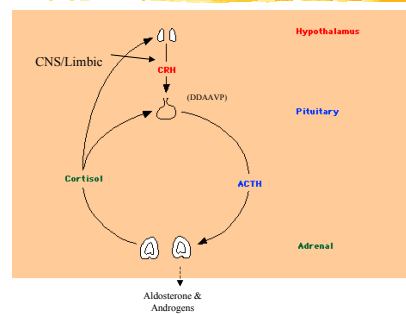 Hypothalamus
CNS/Limbic
CRH
(DDAAVP)
Pituitary
Cortisol
ACTH
Adrenal
Aldosterone &
Androgens